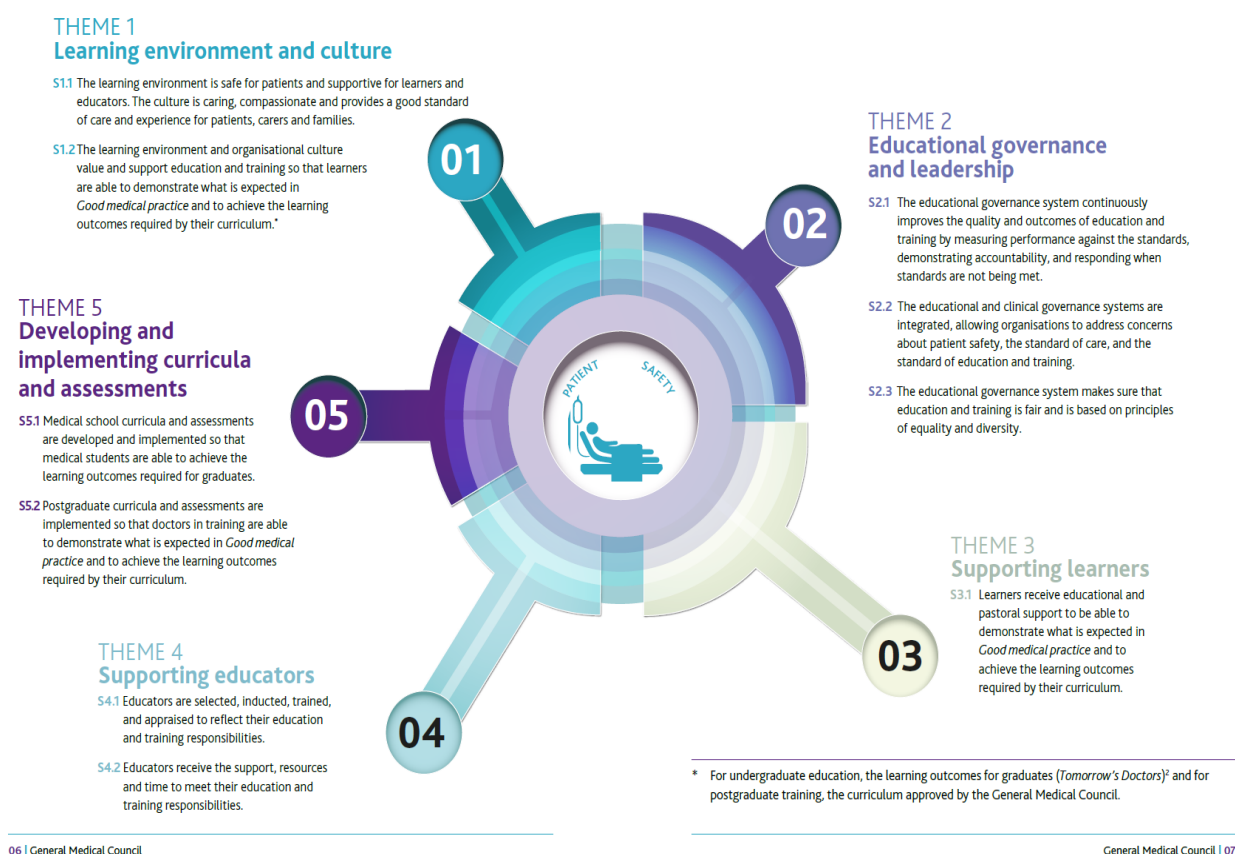 THEME 1
Learning environment and culture
S1.1 The learning environment is safe for patients and supportive for learners and
educators. The culture is caring, compassionate and provides a good standard
of care and experience for patients, carers and families.
S1.2 The learning environment and organisational culture
value and support education and training so that learners
are able to demonstrate what is expected in
Good medical practice and to achieve the learning
outcomes required by their curriculum.*
01
THEME 2
Educational governance
and leadership
S2.1 The educational governance system continuously
improves the quality and outcomes of education and
training by measuring performance against the standards,
demonstrating accountability, and responding when
standards are not being met.
S2.2 The educational and clinical governance systems are
integrated, allowing organisations to address concerns
about patient safety, the standard of care, and the
standard of education and training.
S2.3 The educational governance system makes sure that
education and training is fair and is based on principles
of equality and diversity.
02
THEME 5
Developing and
implementing curricula
and assessments
S5.1 Medical school curricula and assessments
are developed and implemented so that
medical students are able to achieve the
learning outcomes required for graduates.
S5.2 Postgraduate curricula and assessments are
implemented so that doctors in training are able
to demonstrate what is expected in Good medical
practice and to achieve the learning outcomes
required by their curriculum.
05
PATIENT SAFETY
THEME 3
Supporting learners
S3.1 Learners receive educational and
pastoral support to be able to
demonstrate what is expected in
Good medical practice and to
achieve the learning outcomes
required by their curriculum.
03
THEME 4
Supporting educators
S4.1 Educators are selected, inducted, trained,
and appraised to reflect their education
and training responsibilities.
S4.2 Educators receive the support, resources
and time to meet their education and
training responsibilities.
04
* For undergraduate education, the learning outcomes for graduates (Tomorrow's Doctors)² and for
postgraduate training, the curriculum approved by the General Medical Council.
06 | General Medical Council
General Medical Council | 07